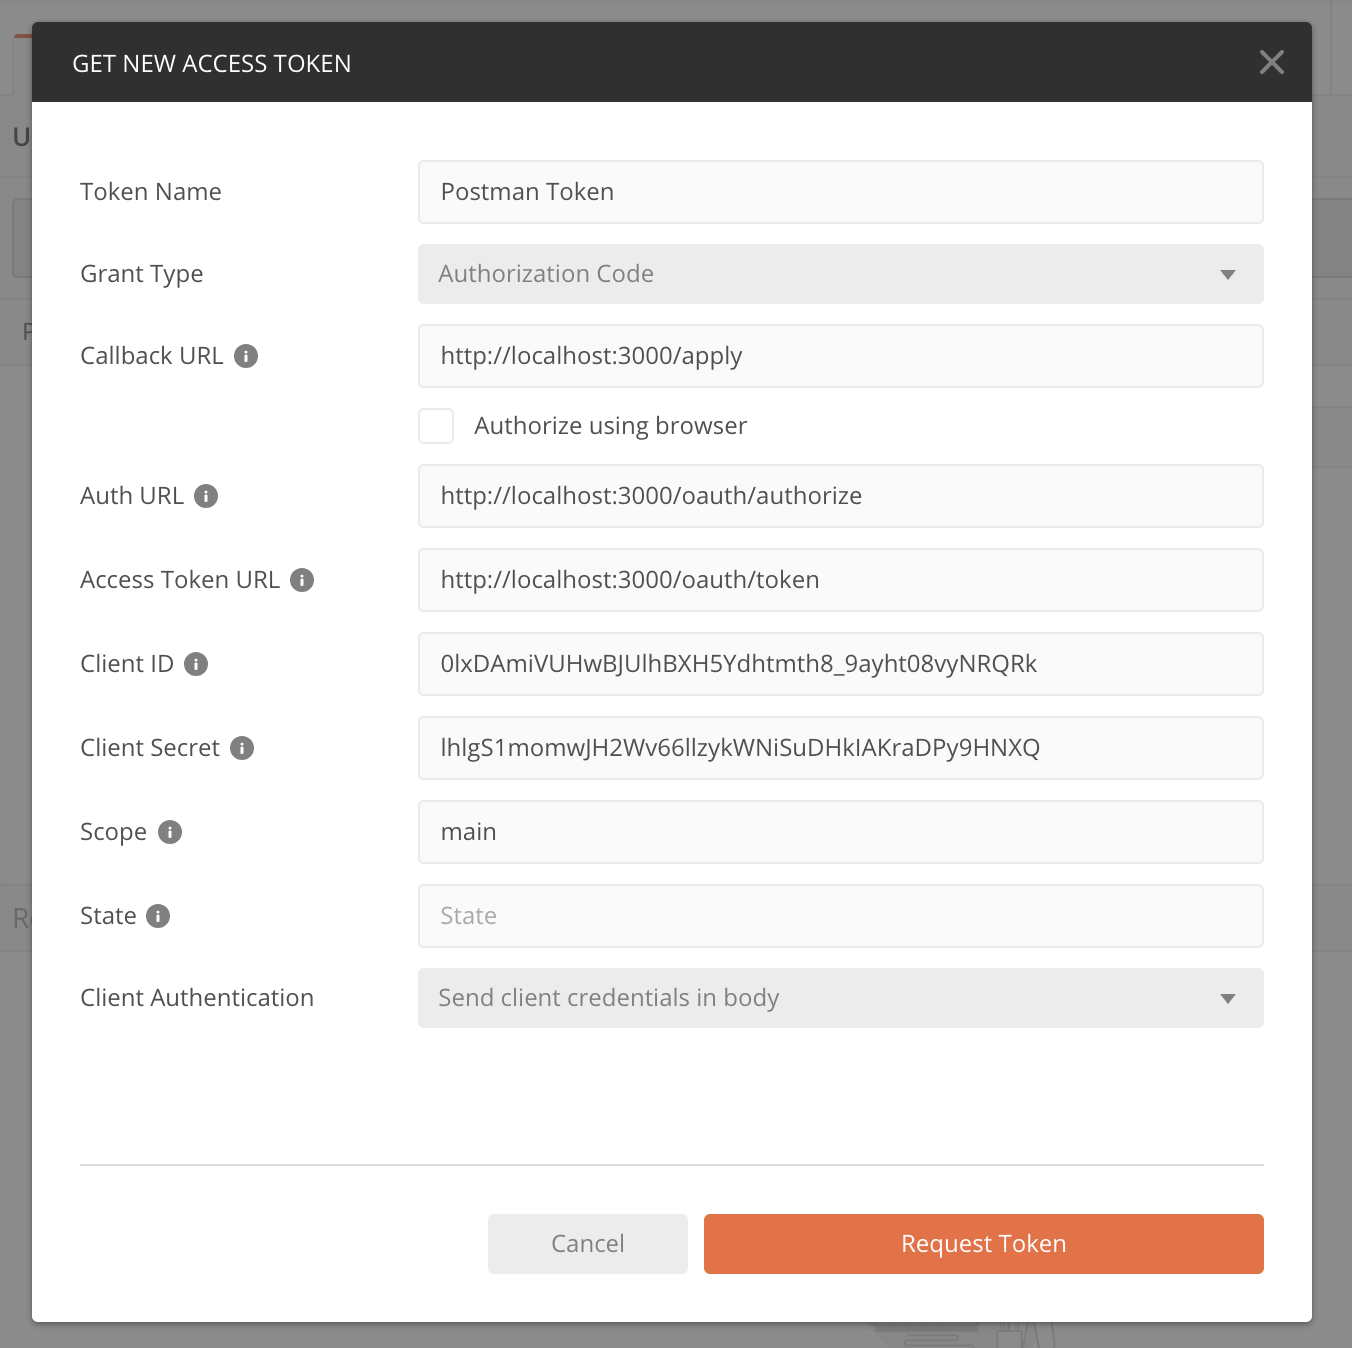 GET NEW ACCESS TOKEN
Token Name
Postman Token
Grant Type
Authorization Code
Callback URL
http://localhost:3000/apply
Authorize using browser
Auth URL
http://localhost:3000/oauth/authorize
Access Token URL
http://localhost:3000/oauth/token
Client ID
0lxDAmiVUHwBJUlhBXH5Ydhtmth8_9ayht08vyNRQRk
Client Secret
lhlgS1momwJH2Wv66llzykWNiSuDHkIAKraDPy9HNXQ
Scope
main
State
State
Client Authentication
Send client credentials in body
Cancel
Request Token